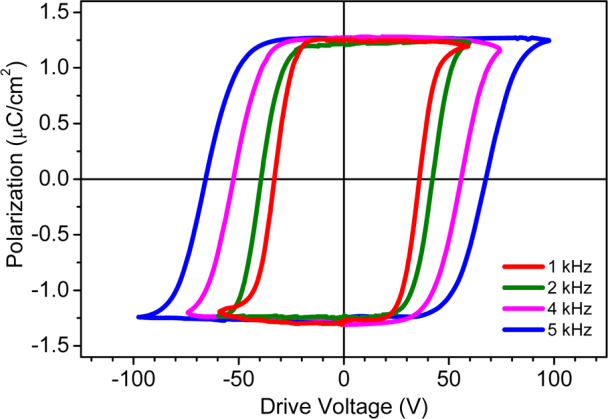 Polarization (μC/cm²)
1.5
1.0
0.5
0.0
-0.5
-1.0
-1.5
1 kHz
2 kHz
4 kHz
5 kHz
-100 -50 0 50 100
Drive Voltage (V)